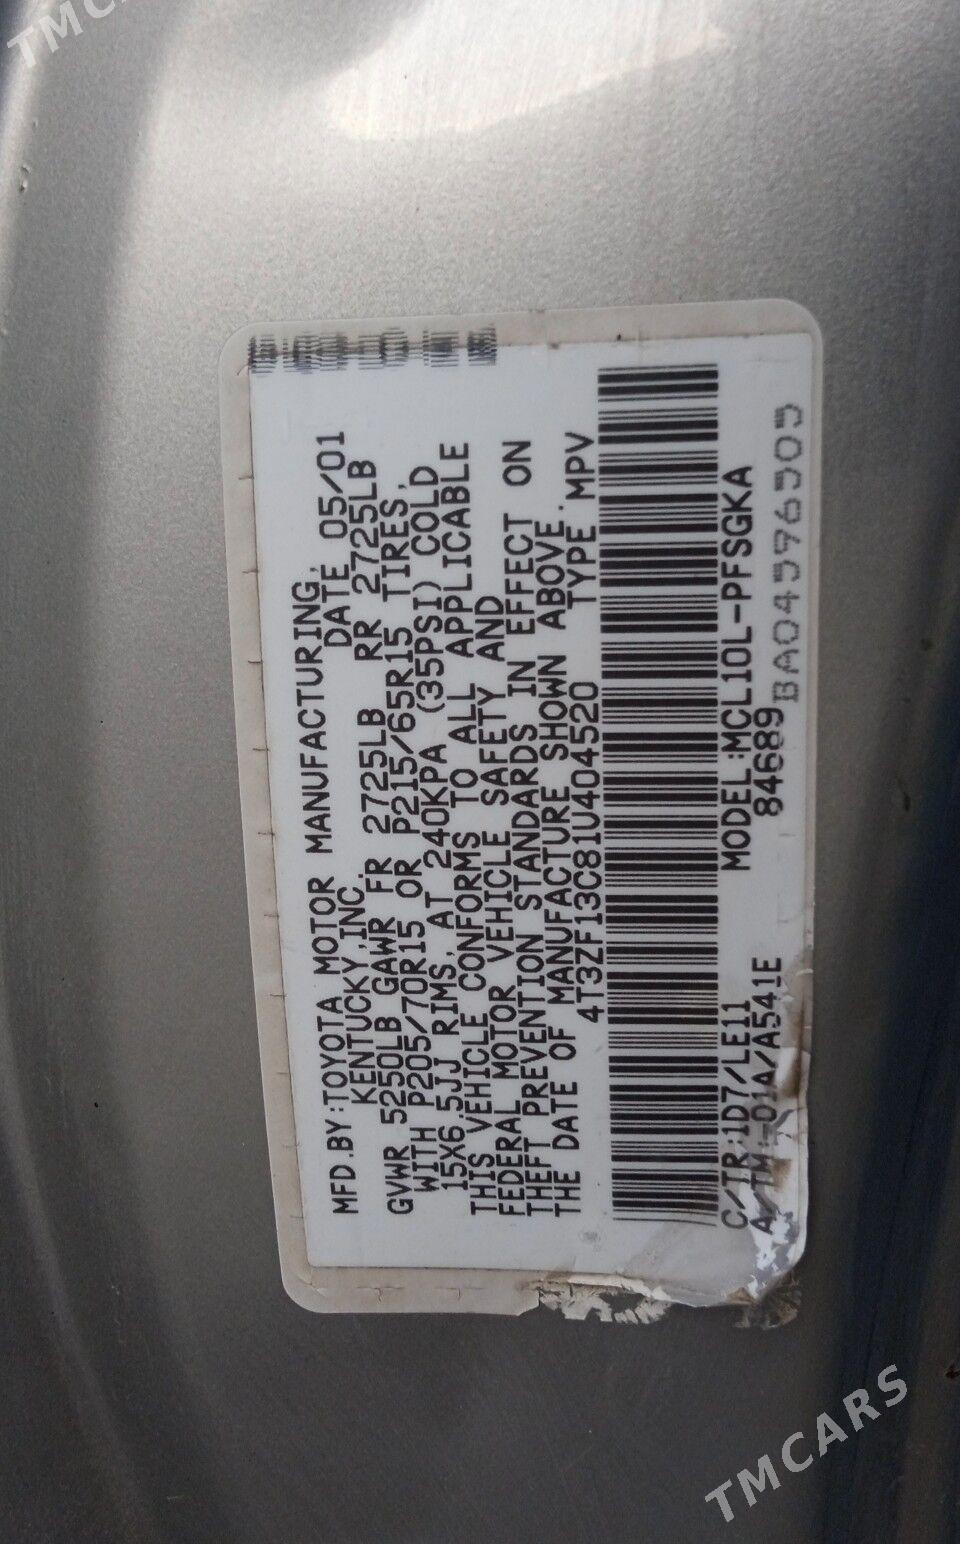 MFD.BY:TOYOTA MOTOR MANUFACTURING,
KENTUCKY,INC. DATE 05/01
GVWR 5250LB GAWR FR 2725LB RR 2725LB
WITH P205/70R15 OR P215/65R15 TIRES,
15X6.5JJ RIMS, AT 240KPA (35PSI) COLD
THIS VEHICLE CONFORMS TO ALL APPLICABLE
FEDERAL MOTOR VEHICLE SAFETY AND
THEFT PREVENTION STANDARDS IN EFFECT ON
THE DATE OF MANUFACTURE SHOWN ABOVE.
4T3ZF13C81U404520 TYPE MPV
C/TR:1D7/LE11 MODEL:MCL10L-PFSGKA
A/TM:-01A/A541E 84689
TMCARS